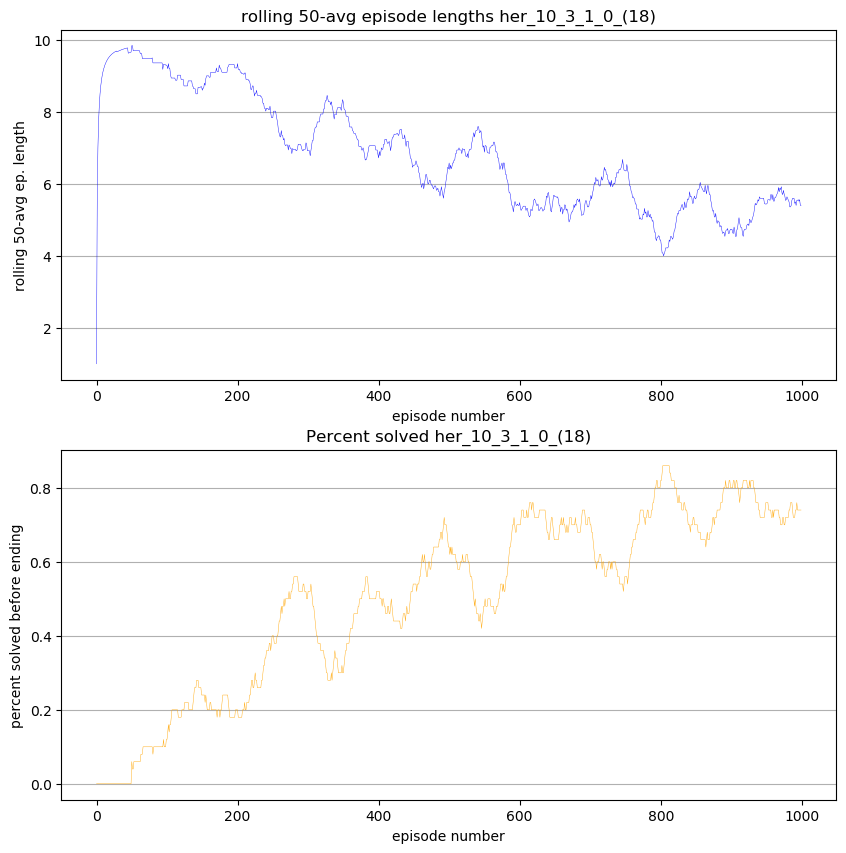 rolling 50-avg episode lengths her_10_3_1_0_(18)
rolling 50-avg ep. length
10
8
6
4
2
0 200 400 600 800 1000
episode number
Percent solved her_10_3_1_0_(18)
percent solved before ending
0.8
0.6
0.4
0.2
0.0
0 200 400 600 800 1000
episode number